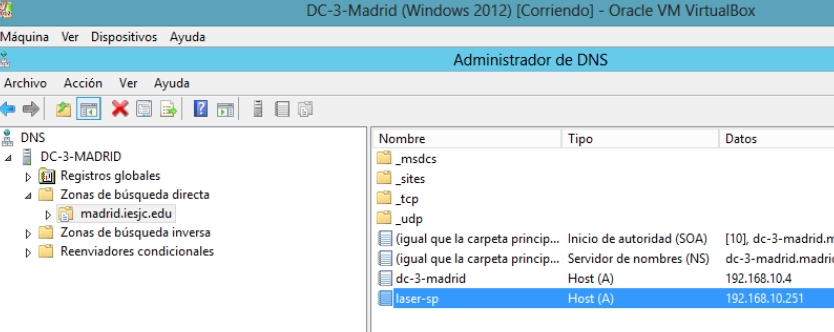 DC-3-Madrid (Windows 2012) [Corriendo] - Oracle VM VirtualBox
Máquina Ver Dispositivos Ayuda
Administrador de DNS
Archivo Acción Ver Ayuda
DNS
DC-3-MADRID
Registros globales
Zonas de búsqueda directa
madrid.iesjc.edu
Zonas de búsqueda inversa
Reenviadores condicionales
Nombre Tipo Datos
_msdcs
_sites
_tcp
_udp
(igual que la carpeta princip... Inicio de autoridad (SOA) [10], dc-3-madrid.m
(igual que la carpeta princip... Servidor de nombres (NS) dc-3-madrid.madrid
dc-3-madrid Host (A) 192.168.10.4
laser-sp Host (A) 192.168.10.251